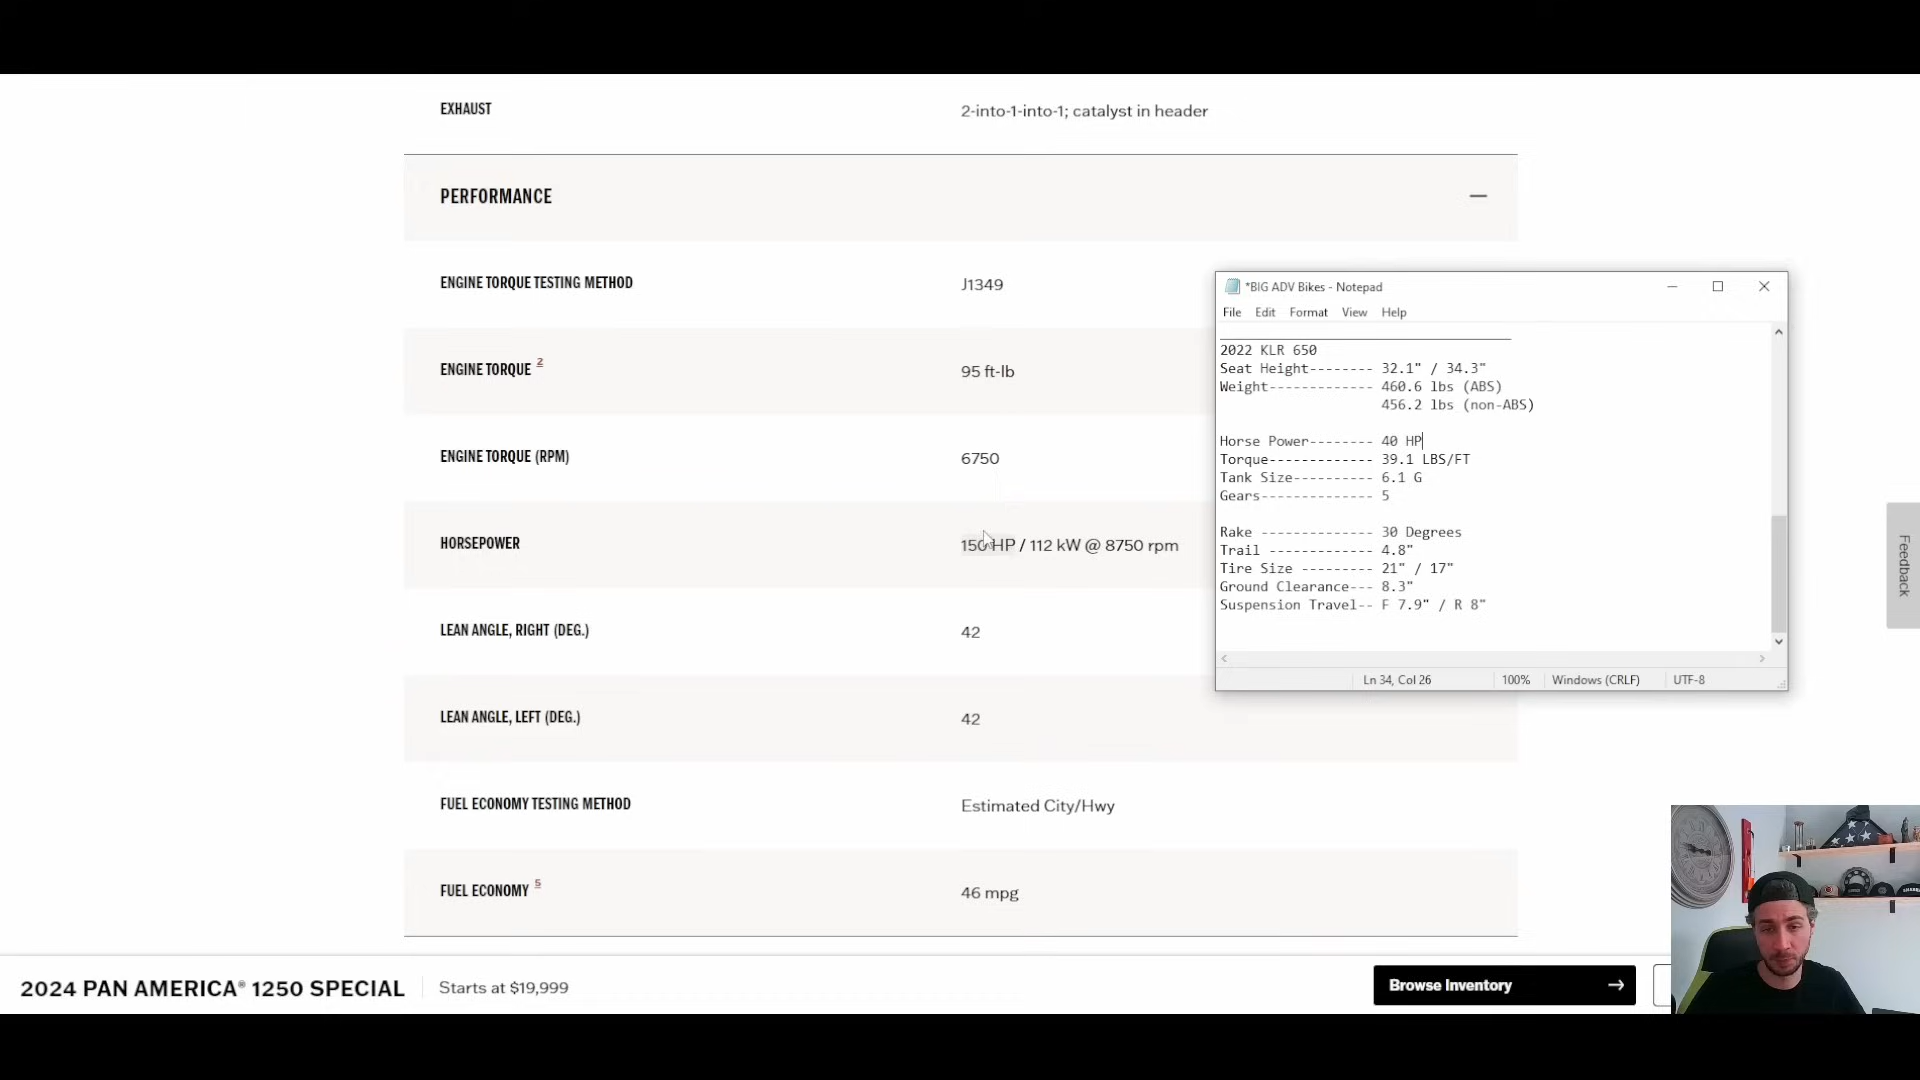 EXHAUST 2-into-1-into-1; catalyst in header
PERFORMANCE
ENGINE TORQUE TESTING METHOD J1349
ENGINE TORQUE 2 95 ft-lb
ENGINE TORQUE (RPM) 6750
HORSEPOWER 150 HP / 112 kW @ 8750 rpm
LEAN ANGLE, RIGHT (DEG.) 42
LEAN ANGLE, LEFT (DEG.) 42
FUEL ECONOMY TESTING METHOD Estimated City/Hwy
FUEL ECONOMY 5 46 mpg
*BIG ADV Bikes - Notepad
File Edit Format View Help
2022 KLR 650
Seat Height-------- 32.1" / 34.3"
Weight------------- 460.6 lbs (ABS)
456.2 lbs (non-ABS)
Horse Power-------- 40 HP
Torque------------- 39.1 LBS/FT
Tank Size---------- 6.1 G
Gears-------------- 5
Rake -------------- 30 Degrees
Trail ------------- 4.8"
Tire Size --------- 21" / 17"
Ground Clearance--- 8.3"
Suspension Travel-- F 7.9" / R 8"
Ln 34, Col 26 100% Windows (CRLF) UTF-8
Feedback
2024 PAN AMERICA® 1250 SPECIAL Starts at $19,999
Browse Inventory →